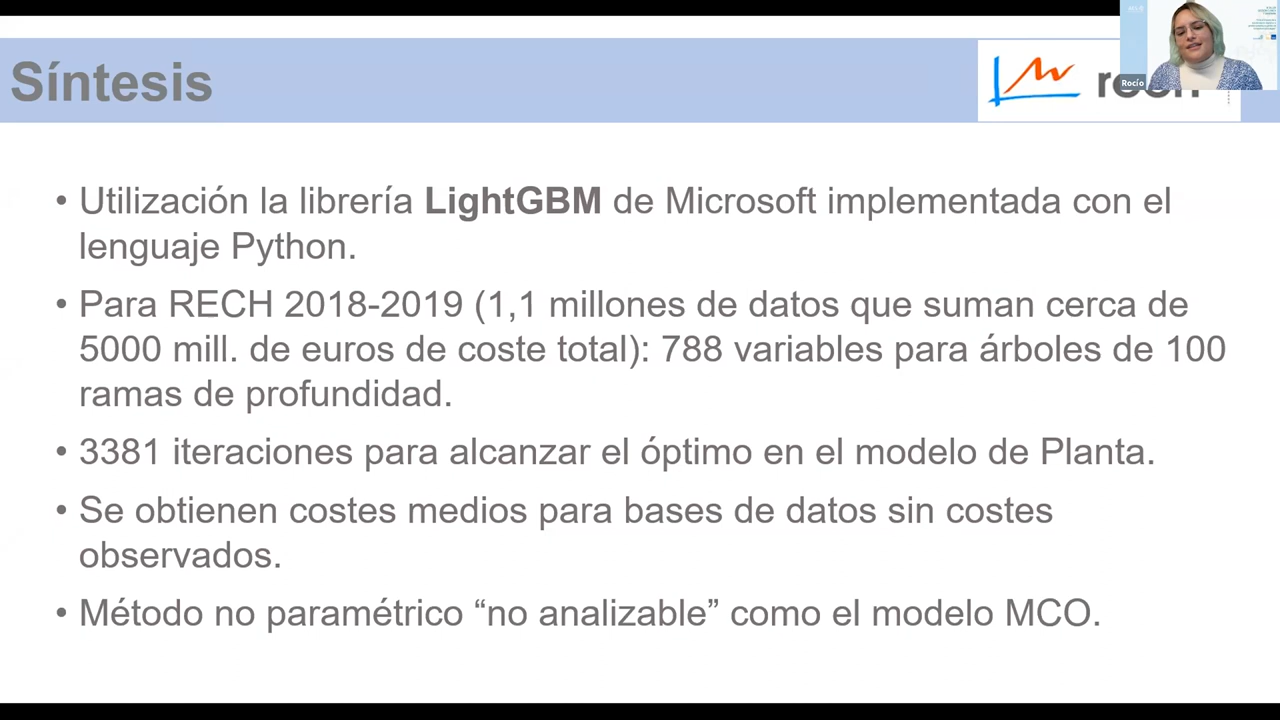 Síntesis
Rocío
• Utilización la librería LightGBM de Microsoft implementada con el
lenguaje Python.
• Para RECH 2018-2019 (1,1 millones de datos que suman cerca de
5000 mill. de euros de coste total): 788 variables para árboles de 100
ramas de profundidad.
• 3381 iteraciones para alcanzar el óptimo en el modelo de Planta.
• Se obtienen costes medios para bases de datos sin costes
observados.
• Método no paramétrico “no analizable” como el modelo MCO.